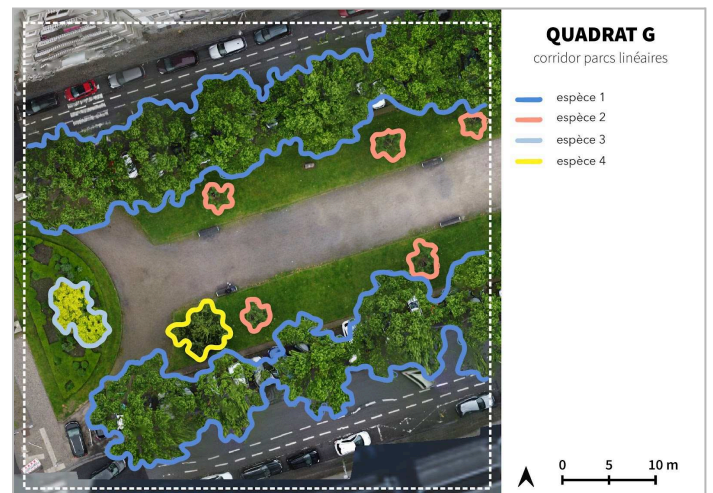 QUADRAT G
corridor parcs linéaires
espèce 1
espèce 2
espèce 3
espèce 4
0 5 10 m